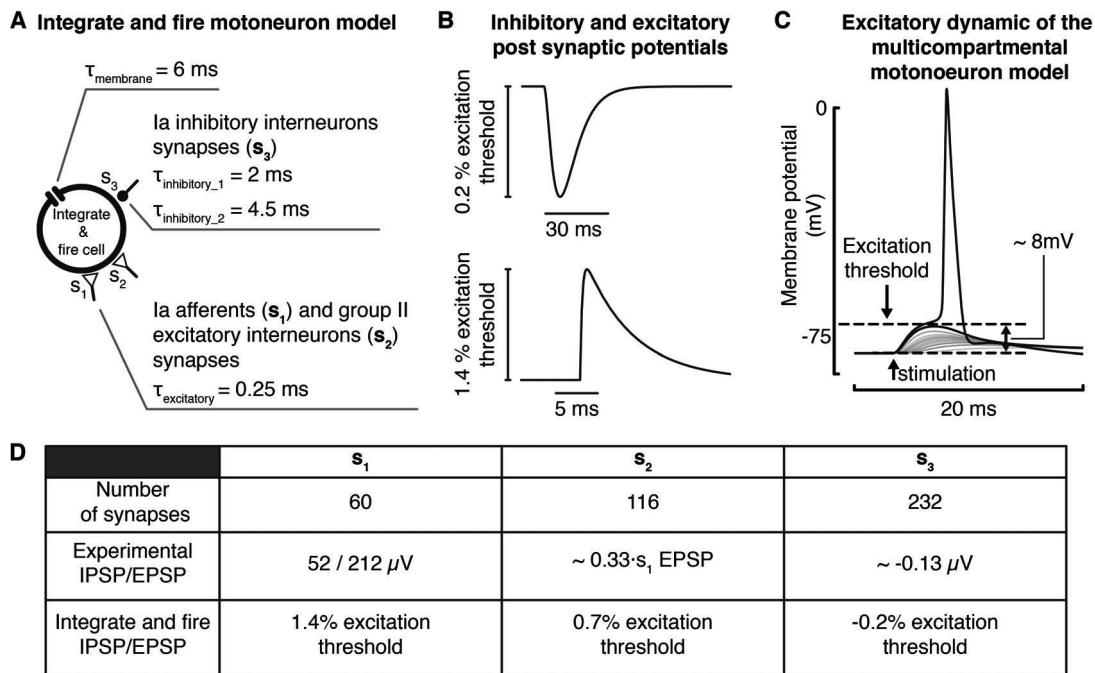 A Integrate and fire motoneuron model
τmembrane = 6 ms
Ia inhibitory interneurons
synapses (s3)
τinhibitory_1 = 2 ms
τinhibitory_2 = 4.5 ms
s3
Integrate
&
fire cell
s2
s1
Ia afferents (s1) and group II
excitatory interneurons (s2)
synapses
τexcitatory = 0.25 ms
B Inhibitory and excitatory
post synaptic potentials
0.2 % excitation
threshold
30 ms
1.4 % excitation
threshold
5 ms
C Excitatory dynamic of the
multicompartmental
motonoeuron model
Membrane potential
(mV)
0
-75
Excitation
threshold
~ 8mV
stimulation
20 ms
D
s1 s2 s3
Number
of synapses
60 116 232
Experimental
IPSP/EPSP
52 / 212 μV ~ 0.33·s1 EPSP ~ -0.13 μV
Integrate and fire
IPSP/EPSP
1.4% excitation
threshold
0.7% excitation
threshold
-0.2% excitation
threshold